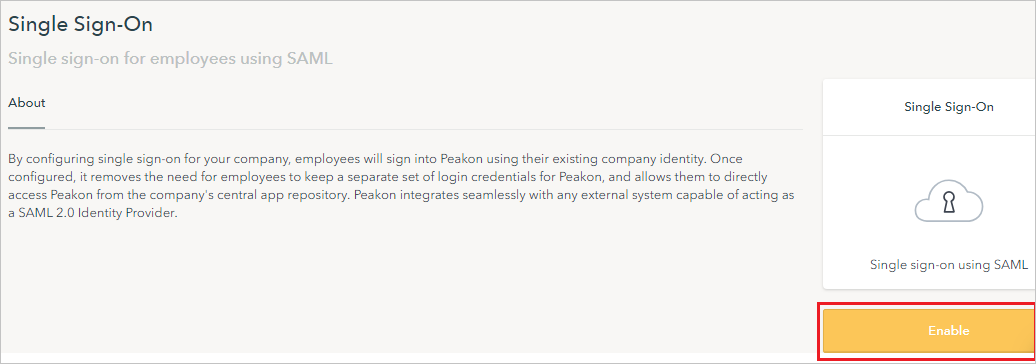 Single Sign-On
Single sign-on for employees using SAML
About
By configuring single sign-on for your company, employees will sign into Peakon using their existing company identity. Once
configured, it removes the need for employees to keep a separate set of login credentials for Peakon, and allows them to directly
access Peakon from the company's central app repository. Peakon integrates seamlessly with any external system capable of acting as
a SAML 2.0 Identity Provider.
Single Sign-On
Single sign-on using SAML
Enable